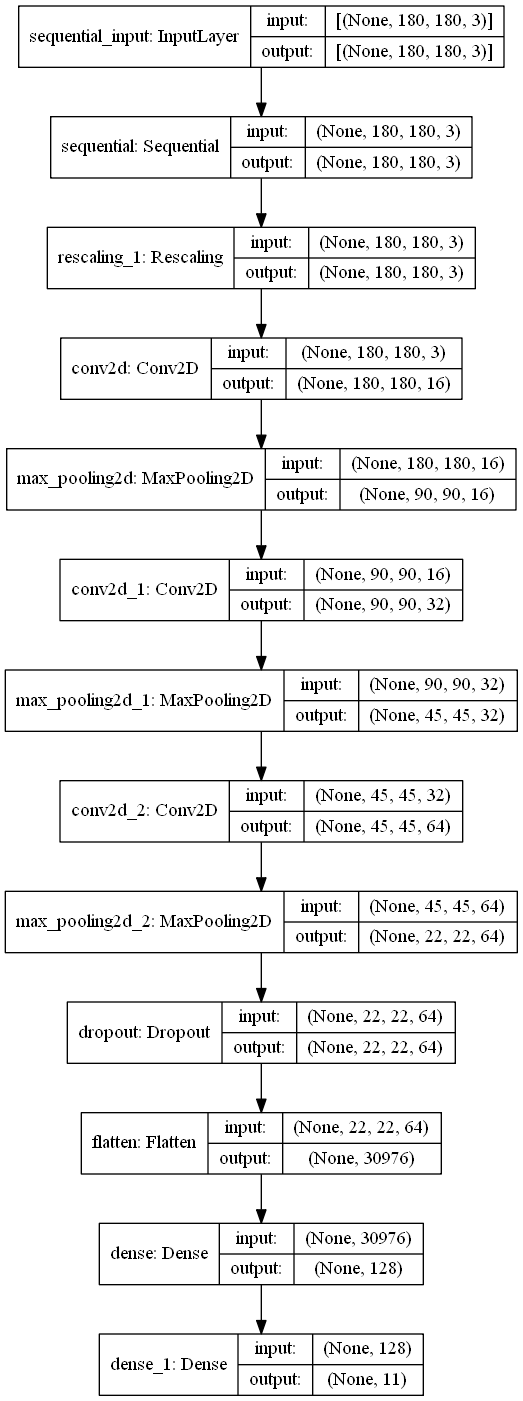 sequential_input: InputLayer
input: [(None, 180, 180, 3)]
output: [(None, 180, 180, 3)]
sequential: Sequential
input: (None, 180, 180, 3)
output: (None, 180, 180, 3)
rescaling_1: Rescaling
input: (None, 180, 180, 3)
output: (None, 180, 180, 3)
conv2d: Conv2D
input: (None, 180, 180, 3)
output: (None, 180, 180, 16)
max_pooling2d: MaxPooling2D
input: (None, 180, 180, 16)
output: (None, 90, 90, 16)
conv2d_1: Conv2D
input: (None, 90, 90, 16)
output: (None, 90, 90, 32)
max_pooling2d_1: MaxPooling2D
input: (None, 90, 90, 32)
output: (None, 45, 45, 32)
conv2d_2: Conv2D
input: (None, 45, 45, 32)
output: (None, 45, 45, 64)
max_pooling2d_2: MaxPooling2D
input: (None, 45, 45, 64)
output: (None, 22, 22, 64)
dropout: Dropout
input: (None, 22, 22, 64)
output: (None, 22, 22, 64)
flatten: Flatten
input: (None, 22, 22, 64)
output: (None, 30976)
dense: Dense
input: (None, 30976)
output: (None, 128)
dense_1: Dense
input: (None, 128)
output: (None, 11)